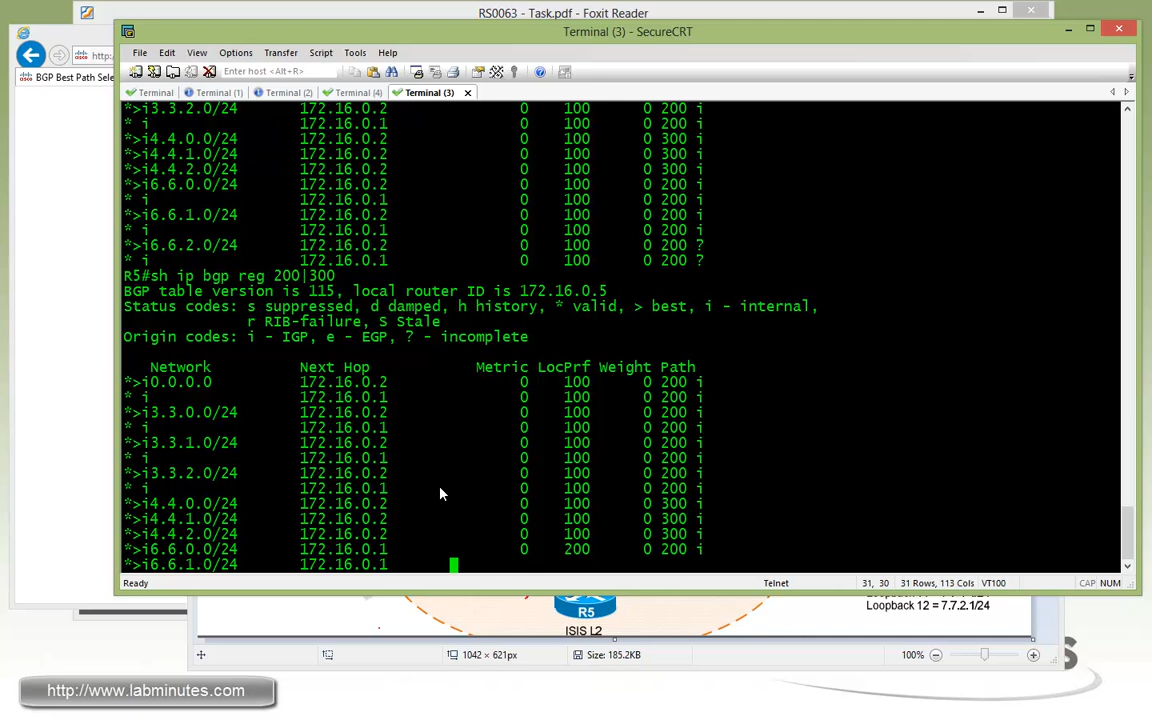 RS0063 - Task.pdf - Foxit Reader
Terminal (3) - SecureCRT
http:
BGP Best Path Sele
File Edit View Options Transfer Script Tools Help
Enter host <Alt+R>
Terminal Terminal (1) Terminal (2) Terminal (4) Terminal (3)
*>i3.3.2.0/24 172.16.0.2 0 100 0 200 i
* i 172.16.0.1 0 100 0 200 i
*>i4.4.0.0/24 172.16.0.2 0 100 0 300 i
*>i4.4.1.0/24 172.16.0.2 0 100 0 300 i
*>i4.4.2.0/24 172.16.0.2 0 100 0 300 i
*>i6.6.0.0/24 172.16.0.2 0 100 0 200 i
* i 172.16.0.1 0 100 0 200 i
*>i6.6.1.0/24 172.16.0.2 0 100 0 200 i
* i 172.16.0.1 0 100 0 200 i
*>i6.6.2.0/24 172.16.0.2 0 100 0 200 ?
* i 172.16.0.1 0 100 0 200 ?
R5#sh ip bgp reg 200|300
BGP table version is 115, local router ID is 172.16.0.5
Status codes: s suppressed, d damped, h history, * valid, > best, i - internal,
r RIB-failure, S Stale
Origin codes: i - IGP, e - EGP, ? - incomplete
Network Next Hop Metric LocPrf Weight Path
*>i0.0.0.0 172.16.0.2 0 100 0 200 i
* i 172.16.0.1 0 100 0 200 i
*>i3.3.0.0/24 172.16.0.2 0 100 0 200 i
* i 172.16.0.1 0 100 0 200 i
*>i3.3.1.0/24 172.16.0.2 0 100 0 200 i
* i 172.16.0.1 0 100 0 200 i
*>i3.3.2.0/24 172.16.0.2 0 100 0 200 i
* i 172.16.0.1 0 100 0 200 i
*>i4.4.0.0/24 172.16.0.2 0 100 0 300 i
*>i4.4.1.0/24 172.16.0.2 0 100 0 300 i
*>i4.4.2.0/24 172.16.0.2 0 100 0 300 i
*>i6.6.0.0/24 172.16.0.1 0 200 0 200 i
*>i6.6.1.0/24 172.16.0.1
Ready Telnet 31, 30 31 Rows, 113 Cols VT100 CAP NUM
Loopback 12 = 7.7.2.1/24
R5
ISIS L2
1042 × 621px Size: 185.2KB 100%
http://www.labminutes.com